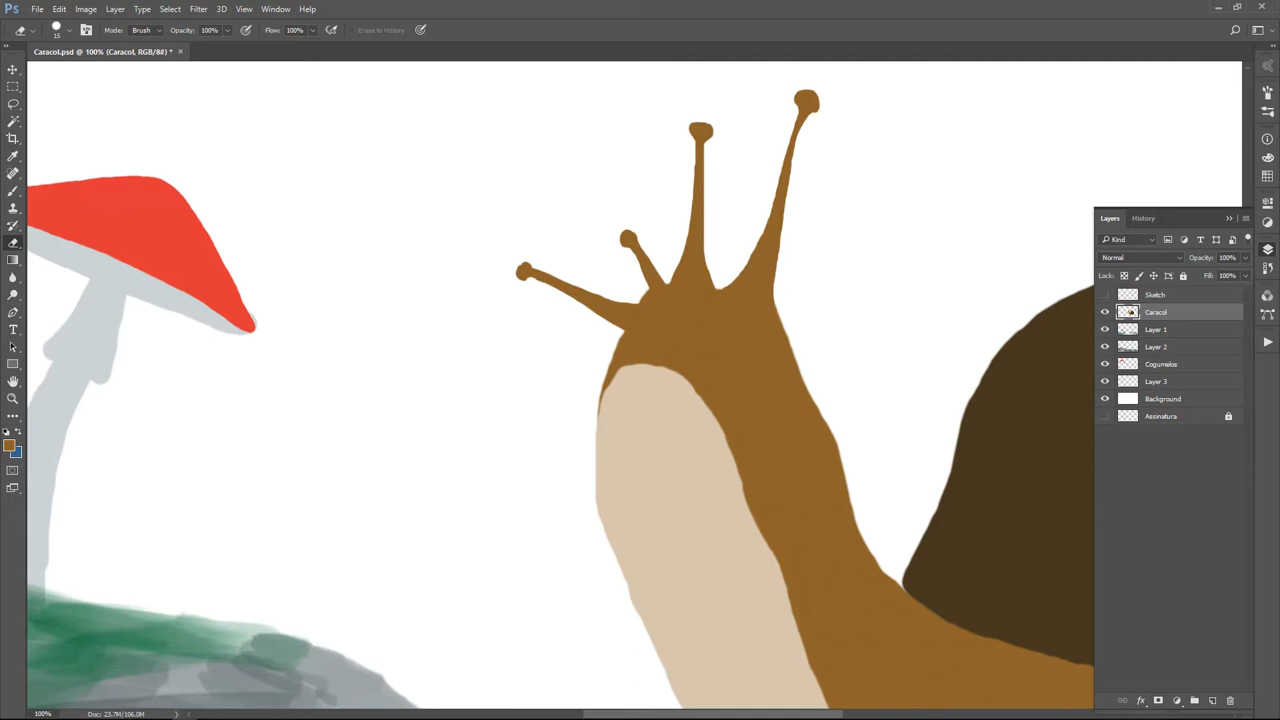 Ps File Edit Image Layer Type Select Filter 3D View Window Help
15 Mode: Brush Opacity: 100% Flow: 100% Erase to History
Caracol.psd @ 100% (Caracol, RGB/8#) * ×
Layers History
Kind
Normal Opacity: 100%
Lock: Fill: 100%
Sketch
Caracol
Layer 1
Layer 2
Cogumelos
Layer 3
Background
Assinatura
100% Doc: 23.7M/106.0M